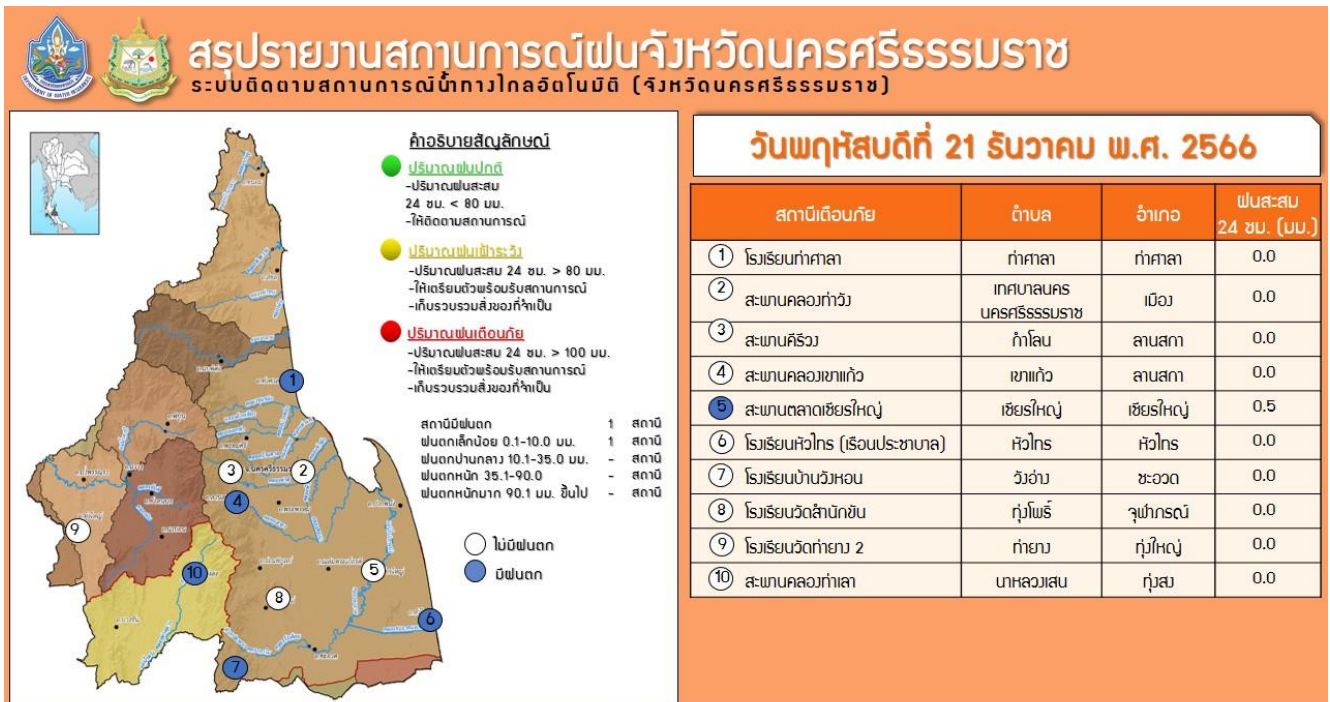 สรุปรายงานสถานการณ์ฝนจังหวัดนครศรีธรรมราช
ระบบติดตามสถานการณ์น้ำทางไกลอัตโนมัติ (จังหวัดนครศรีธรรมราช)
คำอธิบายสัญลักษณ์
ปริมาณฝนปกติ
-ปริมาณฝนสะสม
24 ชม. < 80 มม.
-ให้ติดตามสถานการณ์
ปริมาณฝนเฝ้าระวัง
-ปริมาณฝนสะสม 24 ชม. > 80 มม.
-ให้เตรียมตัวพร้อมรับสถานการณ์
-เก็บรวบรวมสิ่งของที่จำเป็น
ปริมาณฝนเตือนภัย
-ปริมาณฝนสะสม 24 ชม. > 100 มม.
-ให้เตรียมตัวพร้อมรับสถานการณ์
-เก็บรวบรวมสิ่งของที่จำเป็น
สถานีมีฝนตก 1 สถานี
ฝนตกเล็กน้อย 0.1-10.0 มม. 1 สถานี
ฝนตกปานกลาง 10.1-35.0 มม. - สถานี
ฝนตกหนัก 35.1-90.0 - สถานี
ฝนตกหนักมาก 90.1 มม. ขึ้นไป - สถานี
ไม่มีฝนตก
มีฝนตก
1
3
2
4
9
10
5
8
6
7
วันพฤหัสบดีที่ 21 ธันวาคม พ.ศ. 2566
สถานีเตือนภัย ตำบล อำเภอ ฝนสะสม
24 ชม. (มม.)
1 โรงเรียนท่าศาลา ท่าศาลา ท่าศาลา 0.0
2 สะพานคลองท่าวัง เทศบาลนคร
นครศรีธรรมราช เมือง 0.0
3 สะพานคีรีวง กำโลน ลานสกา 0.0
4 สะพานคลองเขาแก้ว เขาแก้ว ลานสกา 0.0
5 สะพานตลาดเชียรใหญ่ เชียรใหญ่ เชียรใหญ่ 0.5
6 โรงเรียนหัวไทร (เรือนประชาบาล) หัวไทร หัวไทร 0.0
7 โรงเรียนบ้านวังหอน วังอ่าง ชะอวด 0.0
8 โรงเรียนวัดสำนักขัน ทุ่งโพธิ์ จุฬาภรณ์ 0.0
9 โรงเรียนวัดท่ายาง 2 ท่ายาง ทุ่งใหญ่ 0.0
10 สะพานคลองท่าเลา นาหลวงเสน ทุ่งสง 0.0